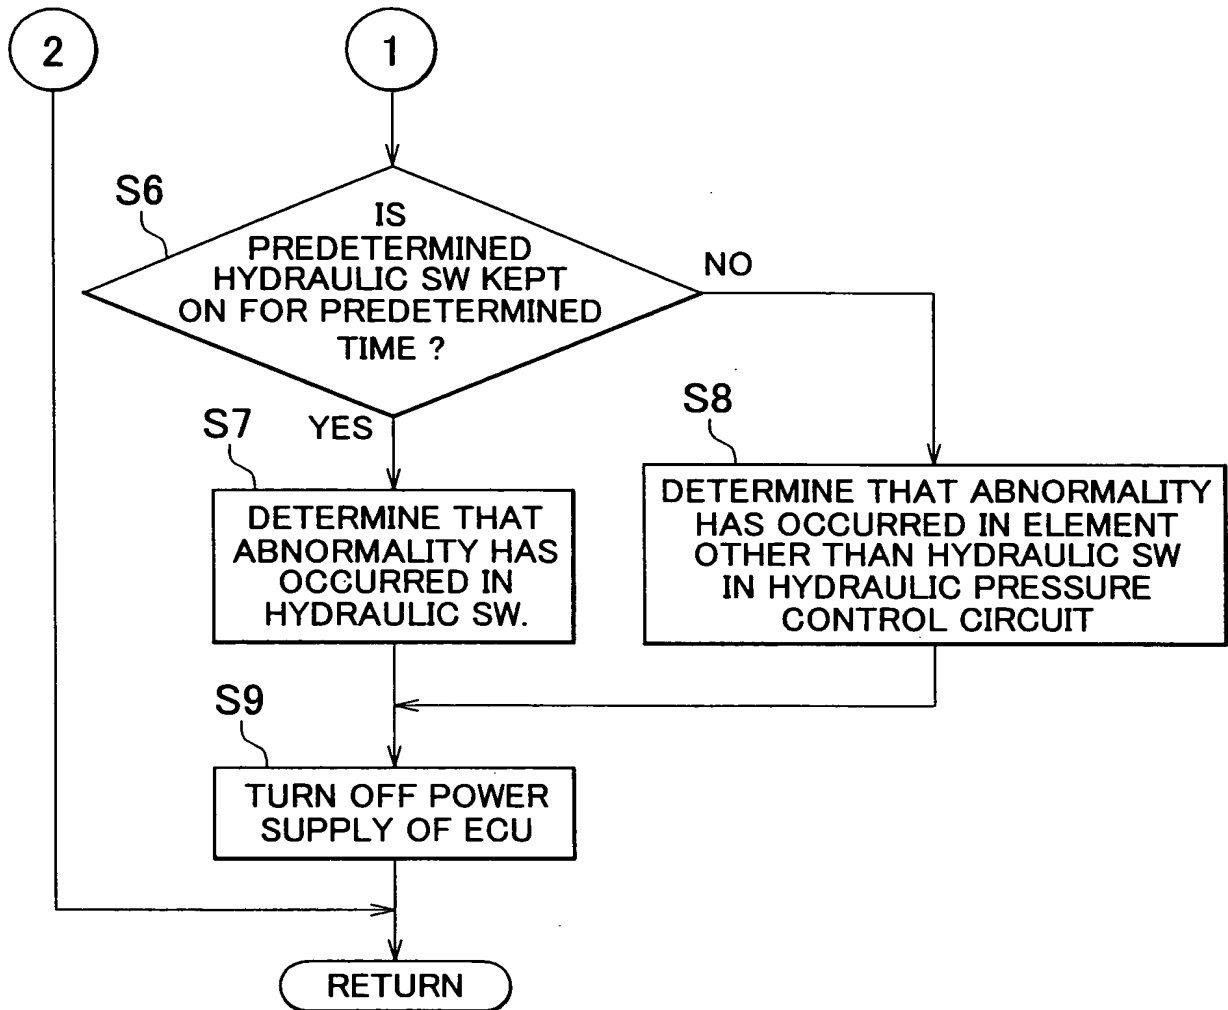 2
1
S6
IS
PREDETERMINED
HYDRAULIC SW KEPT
ON FOR PREDETERMINED
TIME ?
NO
YES
S7
DETERMINE THAT
ABNORMALITY HAS
OCCURRED IN
HYDRAULIC SW.
S8
DETERMINE THAT ABNORMALITY
HAS OCCURRED IN ELEMENT
OTHER THAN HYDRAULIC SW
IN HYDRAULIC PRESSURE
CONTROL CIRCUIT
S9
TURN OFF POWER
SUPPLY OF ECU
RETURN